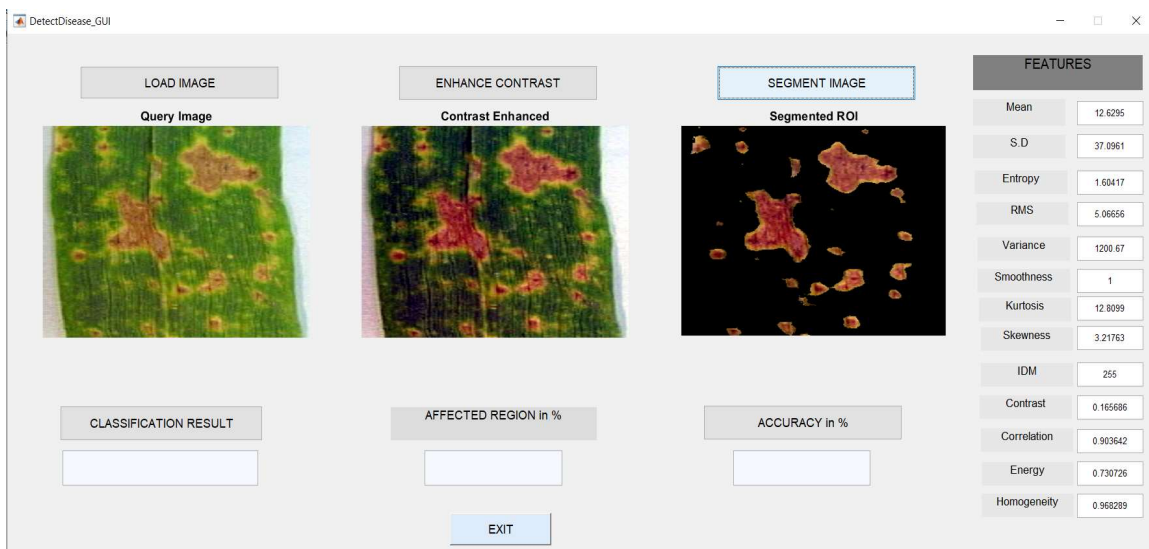 DetectDisease_GUI
LOAD IMAGE
ENHANCE CONTRAST
SEGMENT IMAGE
Query Image
Contrast Enhanced
Segmented ROI
CLASSIFICATION RESULT
AFFECTED REGION in %
ACCURACY in %
EXIT
FEATURES
Mean 12.6295
S.D 37.0961
Entropy 1.60417
RMS 5.06656
Variance 1200.67
Smoothness 1
Kurtosis 12.8099
Skewness 3.21763
IDM 255
Contrast 0.165686
Correlation 0.903642
Energy 0.730726
Homogeneity 0.968289